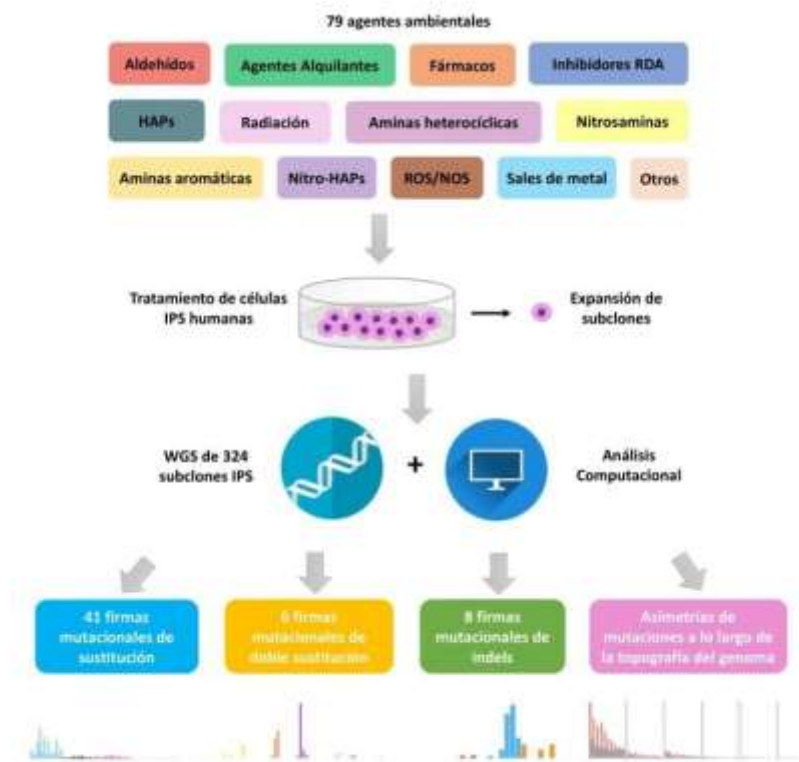 79 agentes ambientales
Aldehídos
Agentes Alquilantes
Fármacos
Inhibidores RDA
HAPs
Radiación
Aminas heterocíclicas
Nitrosaminas
Aminas aromáticas
Nitro-HAPs
ROS/NOS
Sales de metal
Otros
Tratamiento de células
IPS humanas
Expansión de
subclones
WGS de 324
subclones IPS
+
Análisis
Computacional
41 firmas
mutacionales de
sustitución
6 firmas
mutacionales de
doble sustitución
8 firmas
mutacionales de
indels
Asimetrías de
mutaciones a lo largo de
la topografía del genoma